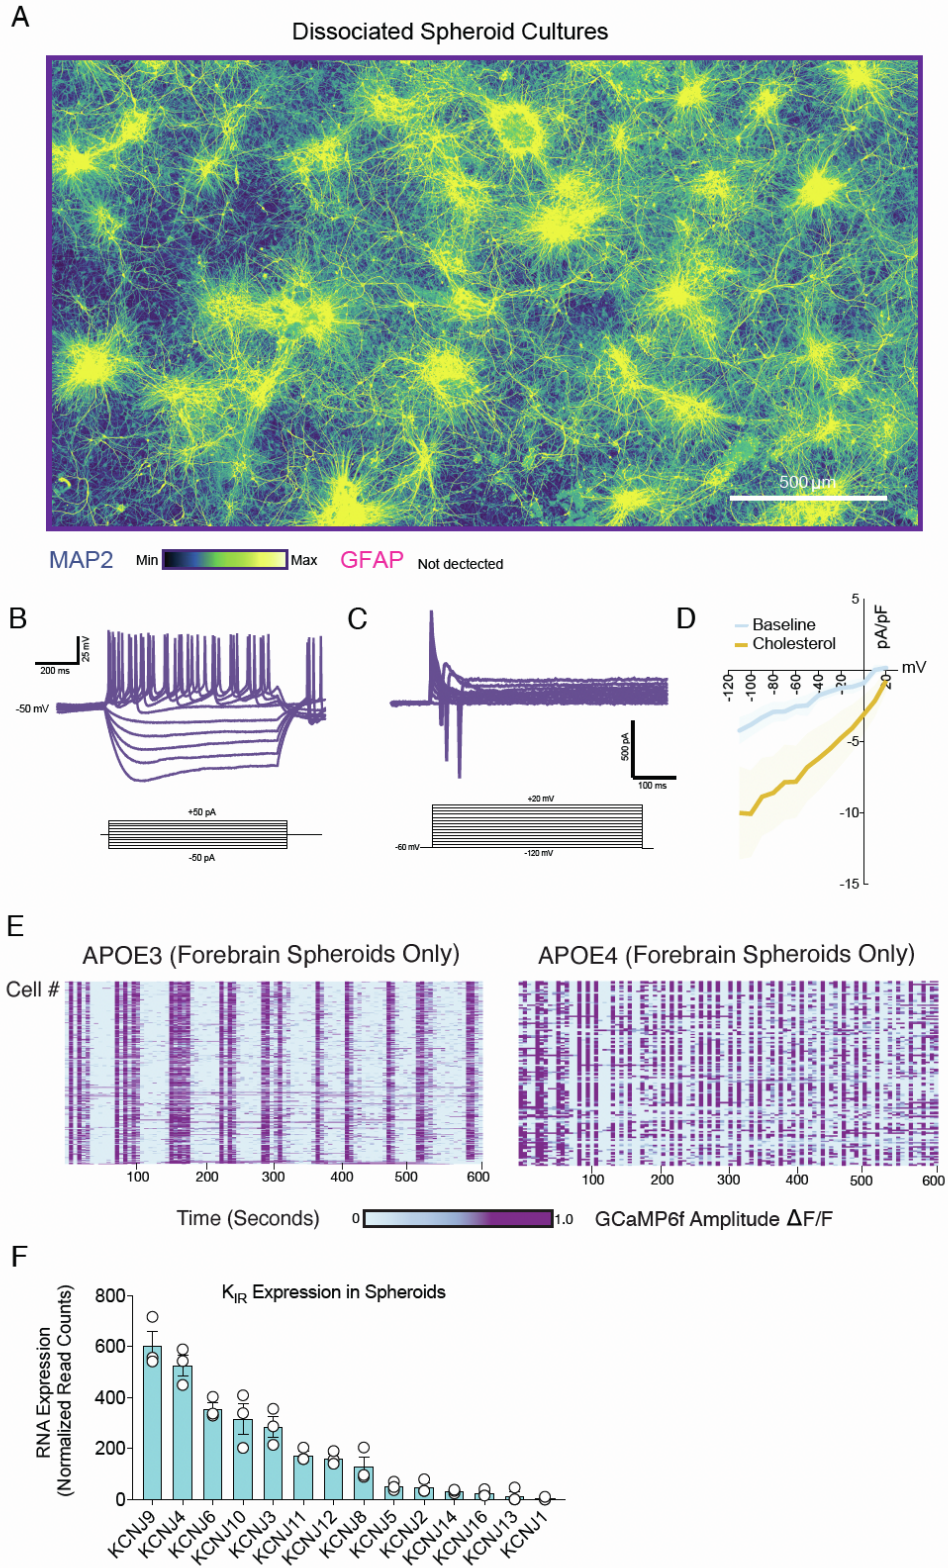 A
Dissociated Spheroid Cultures
500 µm
MAP2 Min Max GFAP Not dectected
B
25 mV
200 ms
-50 mV
+50 pA
-50 pA
C
500 pA
100 ms
+20 mV
-60 mV
-120 mV
D
Baseline
Cholesterol
5
pA/pF
mV
-120
-100
-80
-60
-40
-20
20
-5
-10
-15
E
APOE3 (Forebrain Spheroids Only)
APOE4 (Forebrain Spheroids Only)
Cell #
100 200 300 400 500 600
100 200 300 400 500 600
Time (Seconds) 0 1.0 GCaMP6f Amplitude ΔF/F
F
KIR Expression in Spheroids
RNA Expression
(Normalized Read Counts)
800
600
400
200
0
KCNJ9
KCNJ4
KCNJ6
KCNJ10
KCNJ3
KCNJ11
KCNJ12
KCNJ8
KCNJ5
KCNJ2
KCNJ14
KCNJ16
KCNJ13
KCNJ1